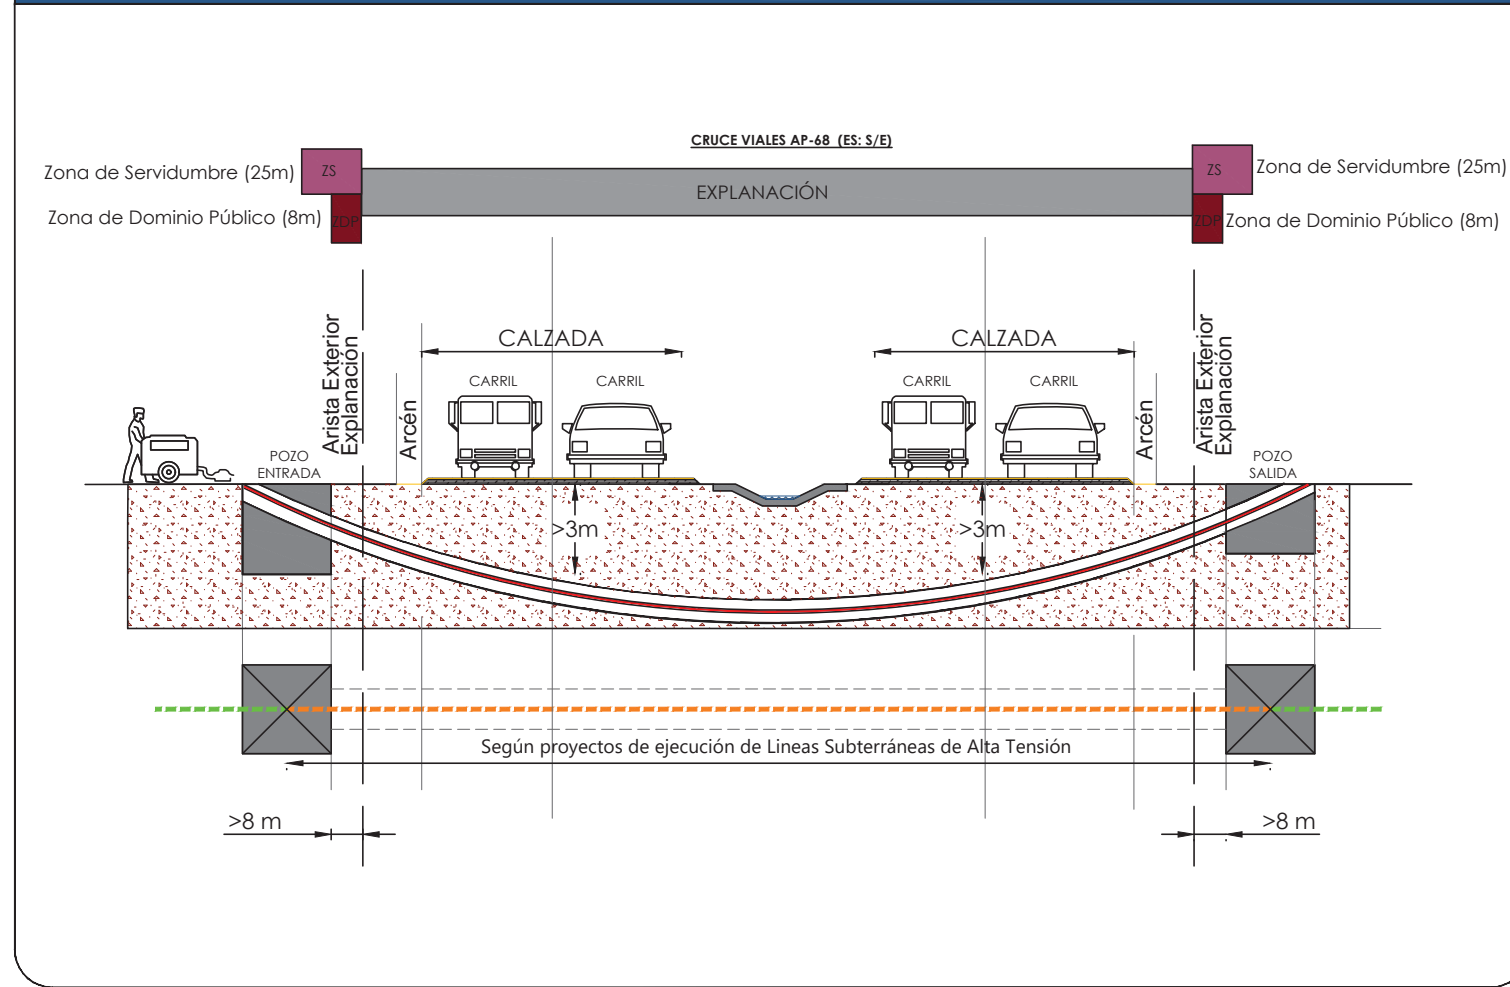 CRUCE VIALES AP-68 (ES: S/E)
Zona de Servidumbre (25m)
ZS
ZS
Zona de Servidumbre (25m)
EXPLANACIÓN
Zona de Dominio Público (8m)
ZDP
ZDP
Zona de Dominio Público (8m)
Arista Exterior
Explanación
CALZADA
CALZADA
Arista Exterior
Explanación
CARRIL
CARRIL
CARRIL
CARRIL
Arcén
Arcén
POZO
ENTRADA
POZO
SALIDA
>3m
>3m
Según proyectos de ejecución de Lineas Subterráneas de Alta Tensión
>8 m
>8 m